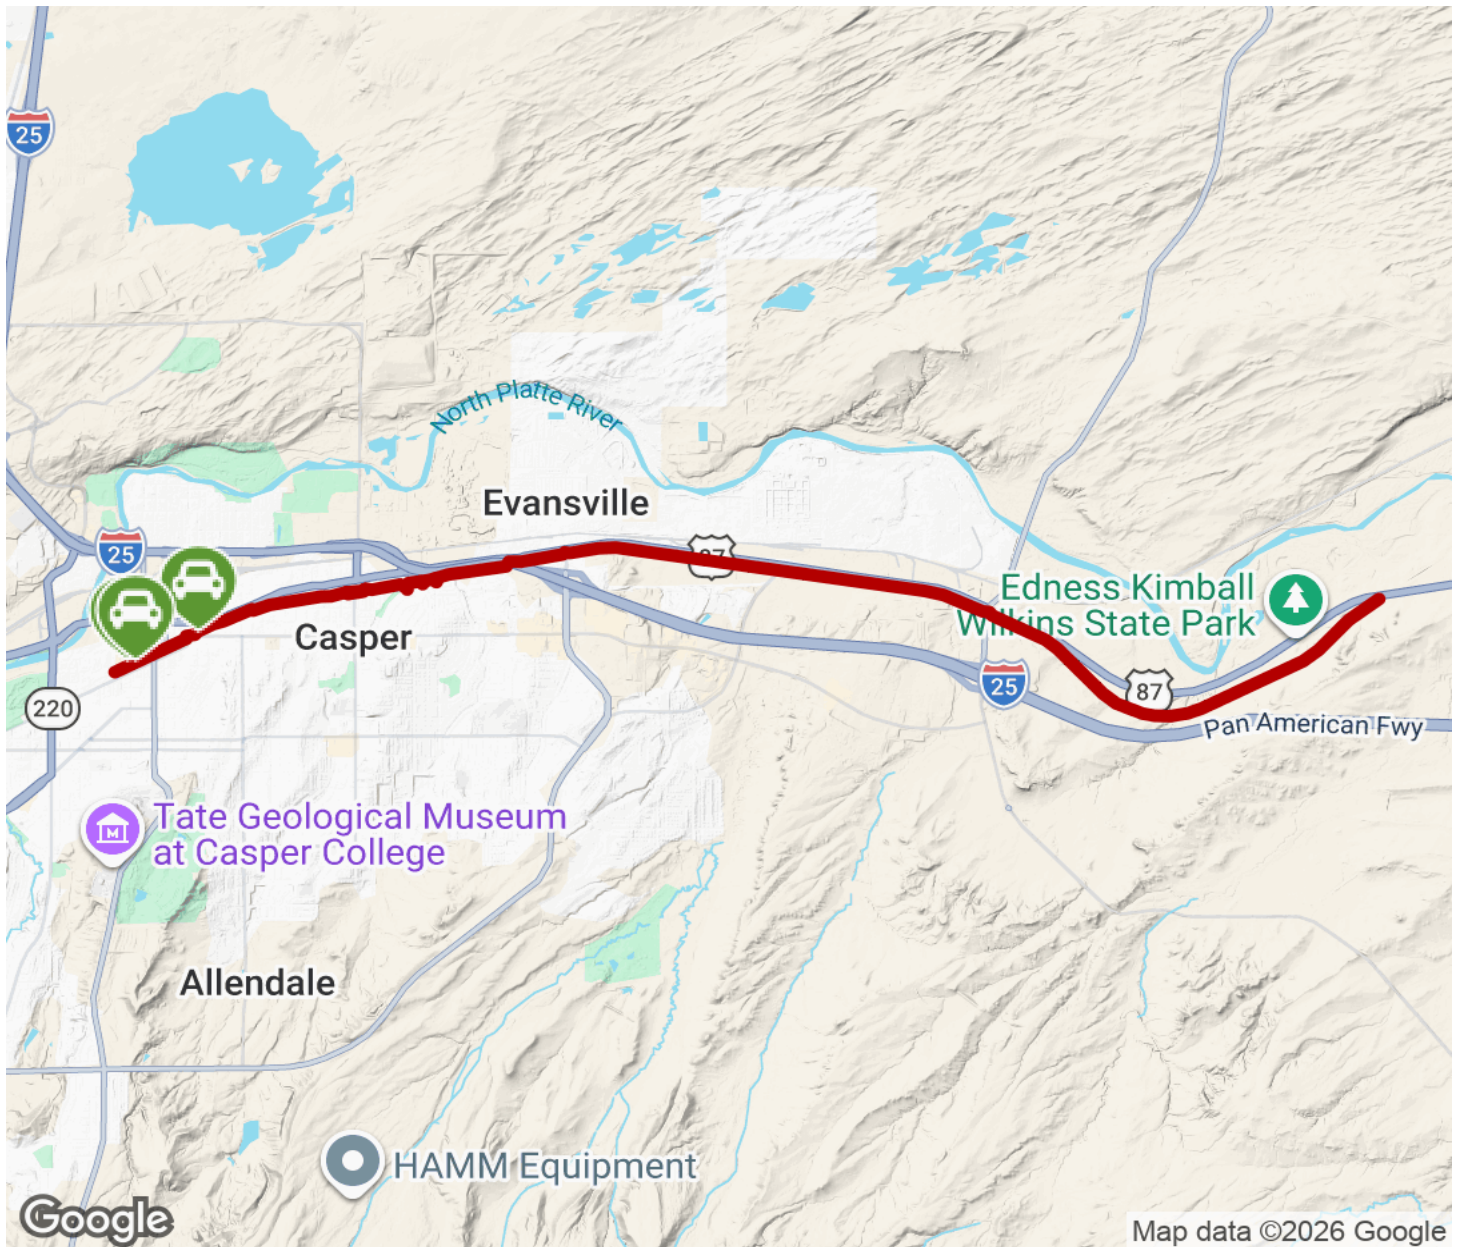 25
North Platte River
Evansville
25
87
Edness Kimball
Wilkins State Park
Casper
25
87
220
Pan American Fwy
Tate Geological Museum
at Casper College
Allendale
HAMM Equipment
Google
Map data ©2026 Google